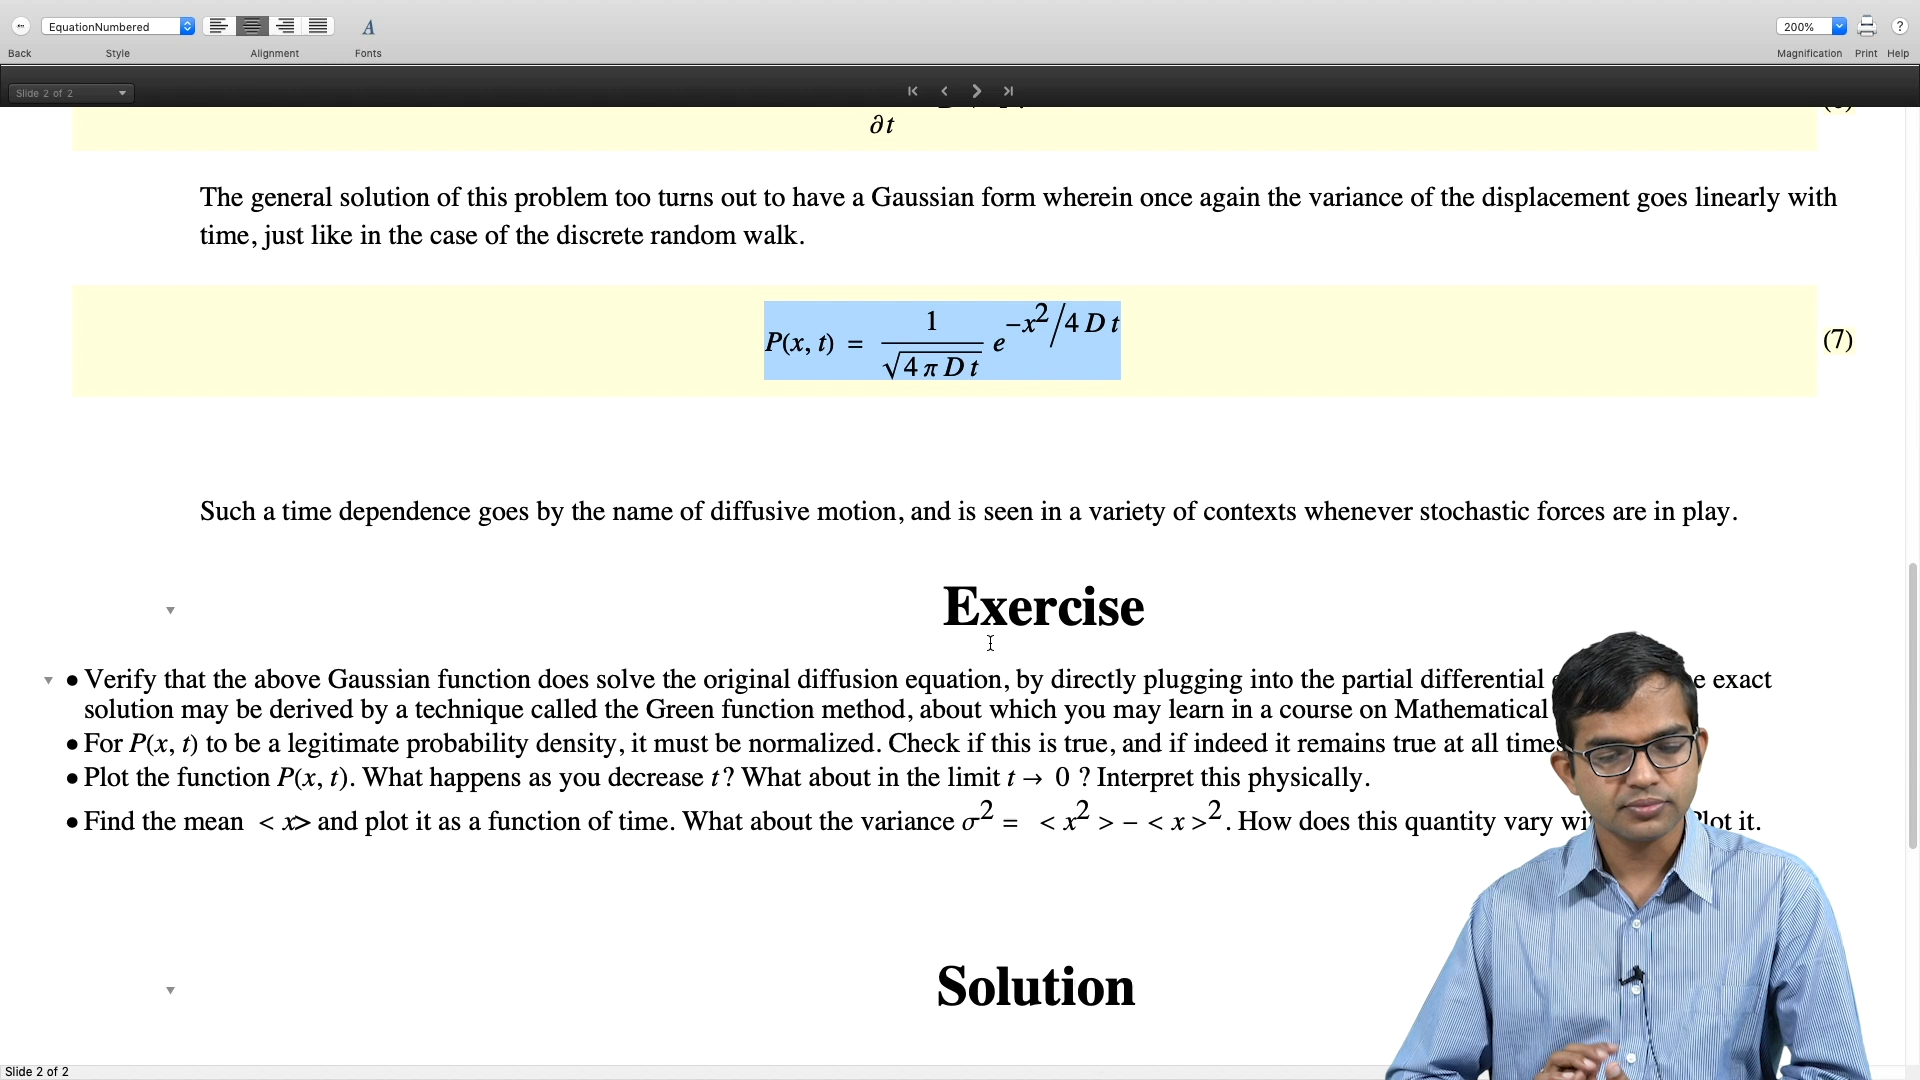 EquationNumbered
200%
Back Style Alignment Fonts Magnification Print Help
Slide 2 of 2
∂t
The general solution of this problem too turns out to have a Gaussian form wherein once again the variance of the displacement goes linearly with
time, just like in the case of the discrete random walk.
P(x, t) = 1/√(4 π D t) e^(−x^2/4 D t) (7)
Such a time dependence goes by the name of diffusive motion, and is seen in a variety of contexts whenever stochastic forces are in play.
Exercise
• Verify that the above Gaussian function does solve the original diffusion equation, by directly plugging into the partial differential exact
solution may be derived by a technique called the Green function method, about which you may learn in a course on Mathematical
• For P(x, t) to be a legitimate probability density, it must be normalized. Check if this is true, and if indeed it remains true at all times
• Plot the function P(x, t). What happens as you decrease t? What about in the limit t → 0 ? Interpret this physically.
• Find the mean < x> and plot it as a function of time. What about the variance σ^2 = < x^2 > − < x >^2. How does this quantity vary Plot it.
Solution
Slide 2 of 2